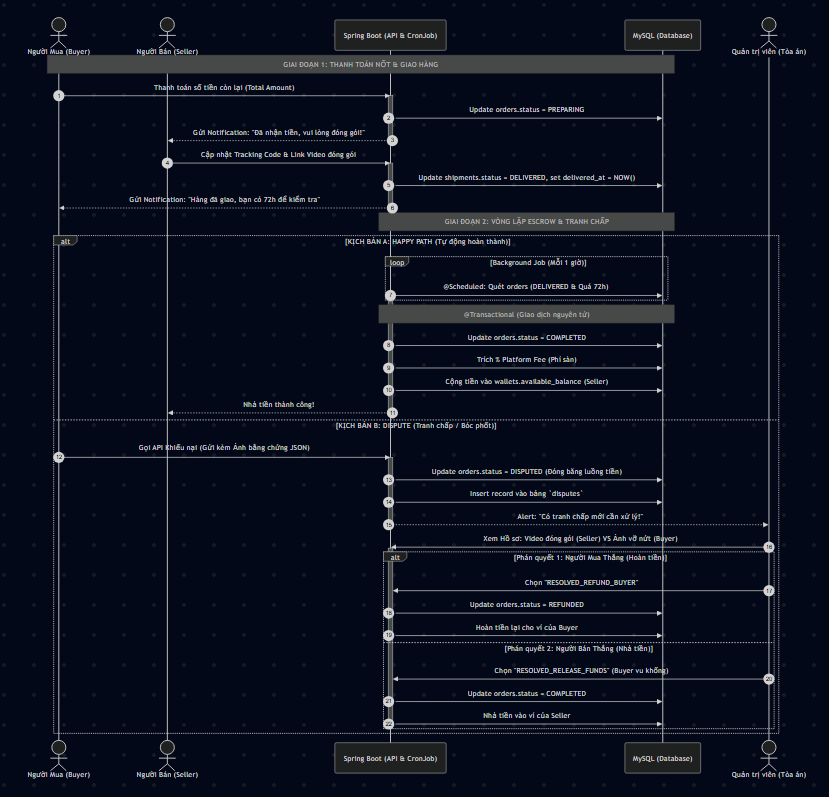 Người Mua (Buyer)
Người Bán (Seller)
Spring Boot (API & CronJob)
MySQL (Database)
Quản trị viên (Tòa án)
GIAI ĐOẠN 1: THANH TOÁN NỐT & GIAO HÀNG
1
Thanh toán số tiền còn lại (Total Amount)
2
Update orders.status = PREPARING
3
Gửi Notification: "Đã nhận tiền, vui lòng đóng gói!"
4
Cập nhật Tracking Code & Link Video đóng gói
5
Update shipments.status = DELIVERED, set delivered_at = NOW()
6
Gửi Notification: "Hàng đã giao, bạn có 72h để kiểm tra"
GIAI ĐOẠN 2: VÒNG LẶP ESCROW & TRANH CHẤP
alt
[KỊCH BẢN A: HAPPY PATH (Tự động hoàn thành)]
loop
[Background Job (Mỗi 1 giờ)]
7
@Scheduled: Quét orders (DELIVERED & Quá 72h)
@Transactional (Giao dịch nguyên tử)
8
Update orders.status = COMPLETED
9
Trích % Platform Fee (Phí sàn)
10
Cộng tiền vào wallets.available_balance (Seller)
11
Nhả tiền thành công!
[KỊCH BẢN B: DISPUTE (Tranh chấp / Bóc phốt)]
12
Gọi API Khiếu nại (Gửi kèm Ảnh bằng chứng JSON)
13
Update orders.status = DISPUTED (Đóng băng luồng tiền)
14
Insert record vào bảng `disputes`
15
Alert: "Có tranh chấp mới cần xử lý!"
16
Xem Hồ sơ: Video đóng gói (Seller) VS Ảnh vỡ nứt (Buyer)
alt
[Phán quyết 1: Người Mua Thắng (Hoàn tiền)]
17
Chọn "RESOLVED_REFUND_BUYER"
18
Update orders.status = REFUNDED
19
Hoàn tiền lại cho ví của Buyer
[Phán quyết 2: Người Bán Thắng (Nhả tiền)]
20
Chọn "RESOLVED_RELEASE_FUNDS" (Buyer vu khống)
21
Update orders.status = COMPLETED
22
Nhả tiền vào ví của Seller
Người Mua (Buyer)
Người Bán (Seller)
Spring Boot (API & CronJob)
MySQL (Database)
Quản trị viên (Tòa án)